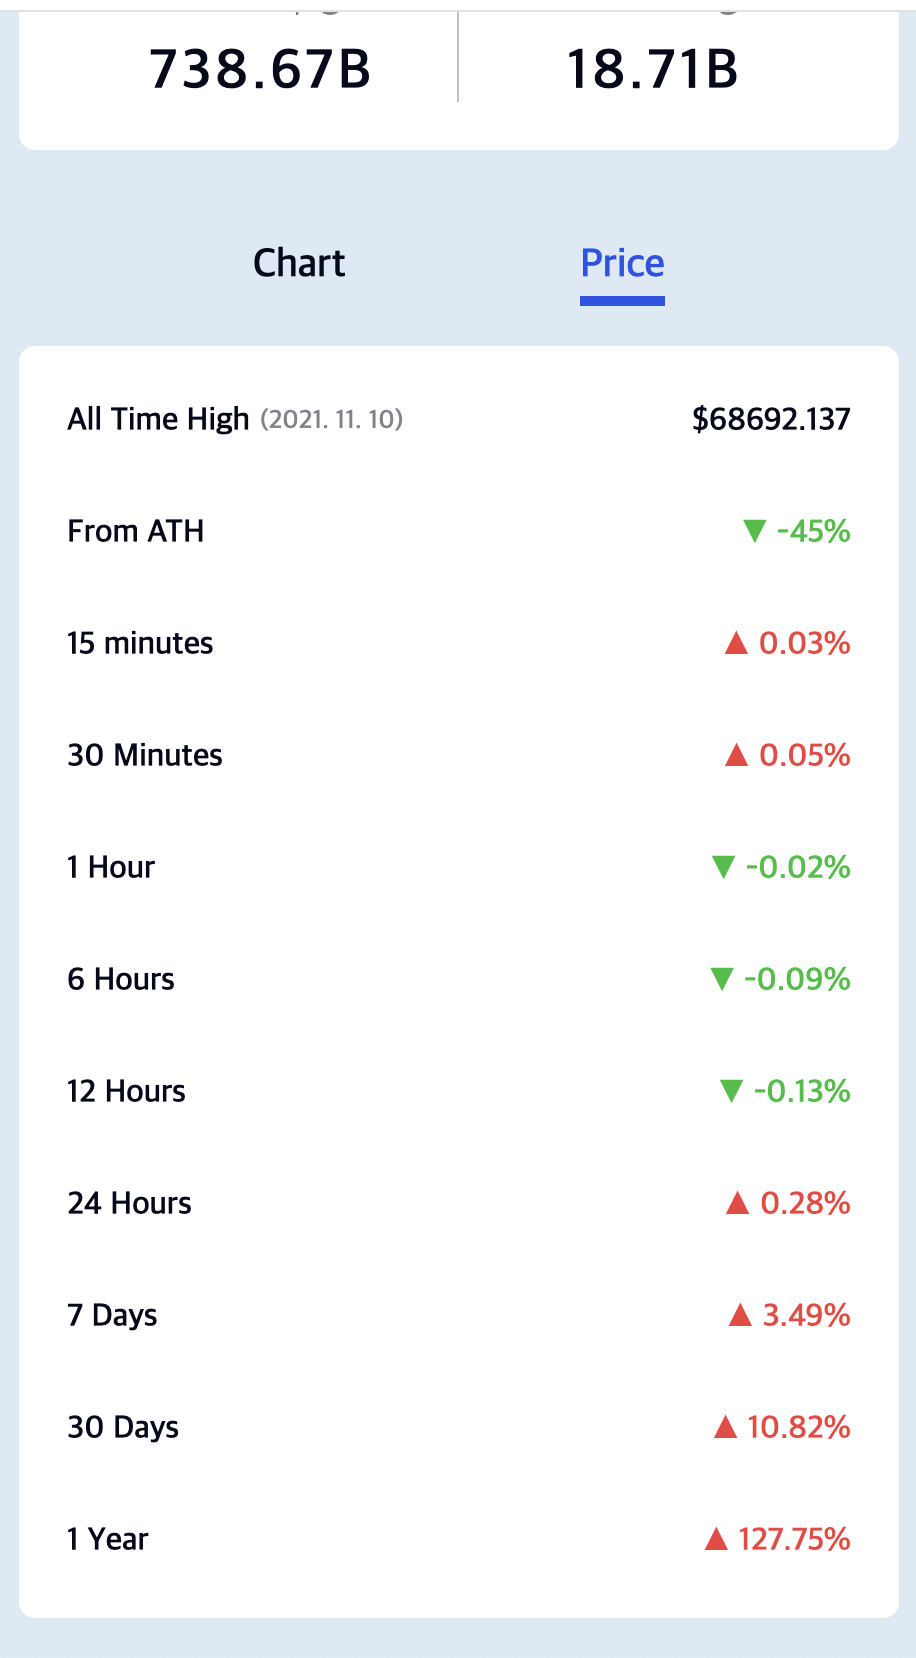 738.67B 18.71B
Chart Price
All Time High (2021. 11. 10) $68692.137
From ATH ▼ -45%
15 minutes ▲ 0.03%
30 Minutes ▲ 0.05%
1 Hour ▼ -0.02%
6 Hours ▼ -0.09%
12 Hours ▼ -0.13%
24 Hours ▲ 0.28%
7 Days ▲ 3.49%
30 Days ▲ 10.82%
1 Year ▲ 127.75%